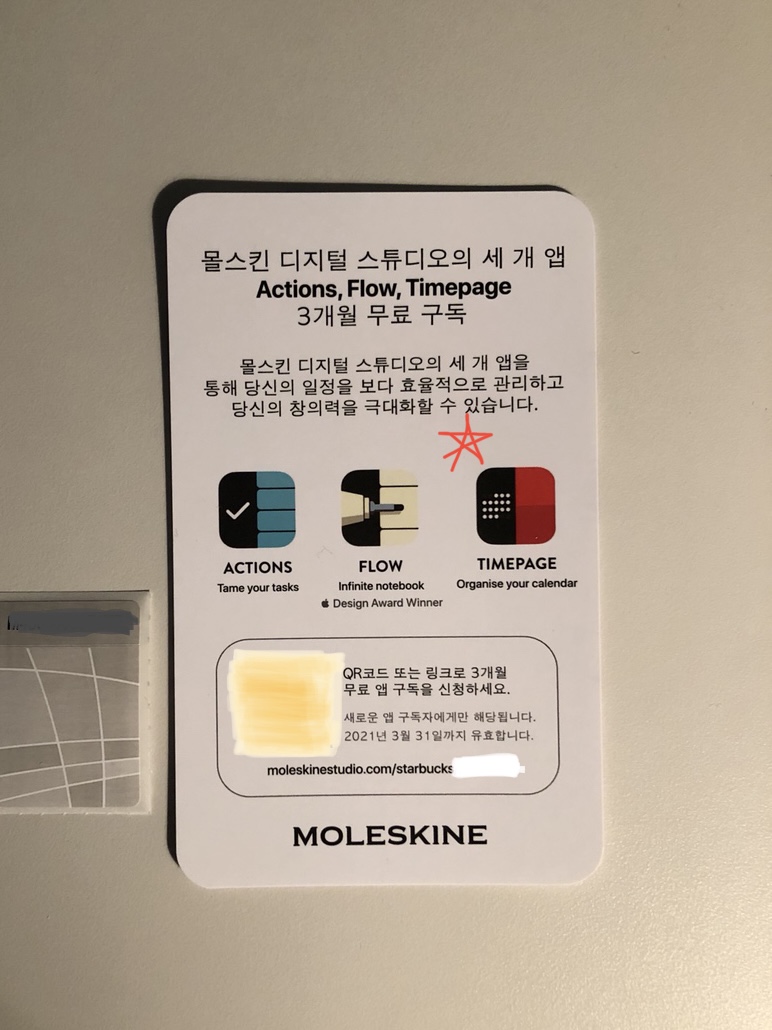 몰스킨 디지털 스튜디오의 세 개 앱
Actions, Flow, Timepage
3개월 무료 구독
몰스킨 디지털 스튜디오의 세 개 앱을
통해 당신의 일정을 보다 효율적으로 관리하고
당신의 창의력을 극대화할 수 있습니다.
ACTIONS
Tame your tasks
FLOW
Infinite notebook
Design Award Winner
TIMEPAGE
Organise your calendar
QR코드 또는 링크로 3개월
무료 앱 구독을 신청하세요.
새로운 앱 구독자에게만 해당됩니다.
2021년 3월 31일까지 유효합니다.
moleskinestudio.com/starbucks
MOLESKINE